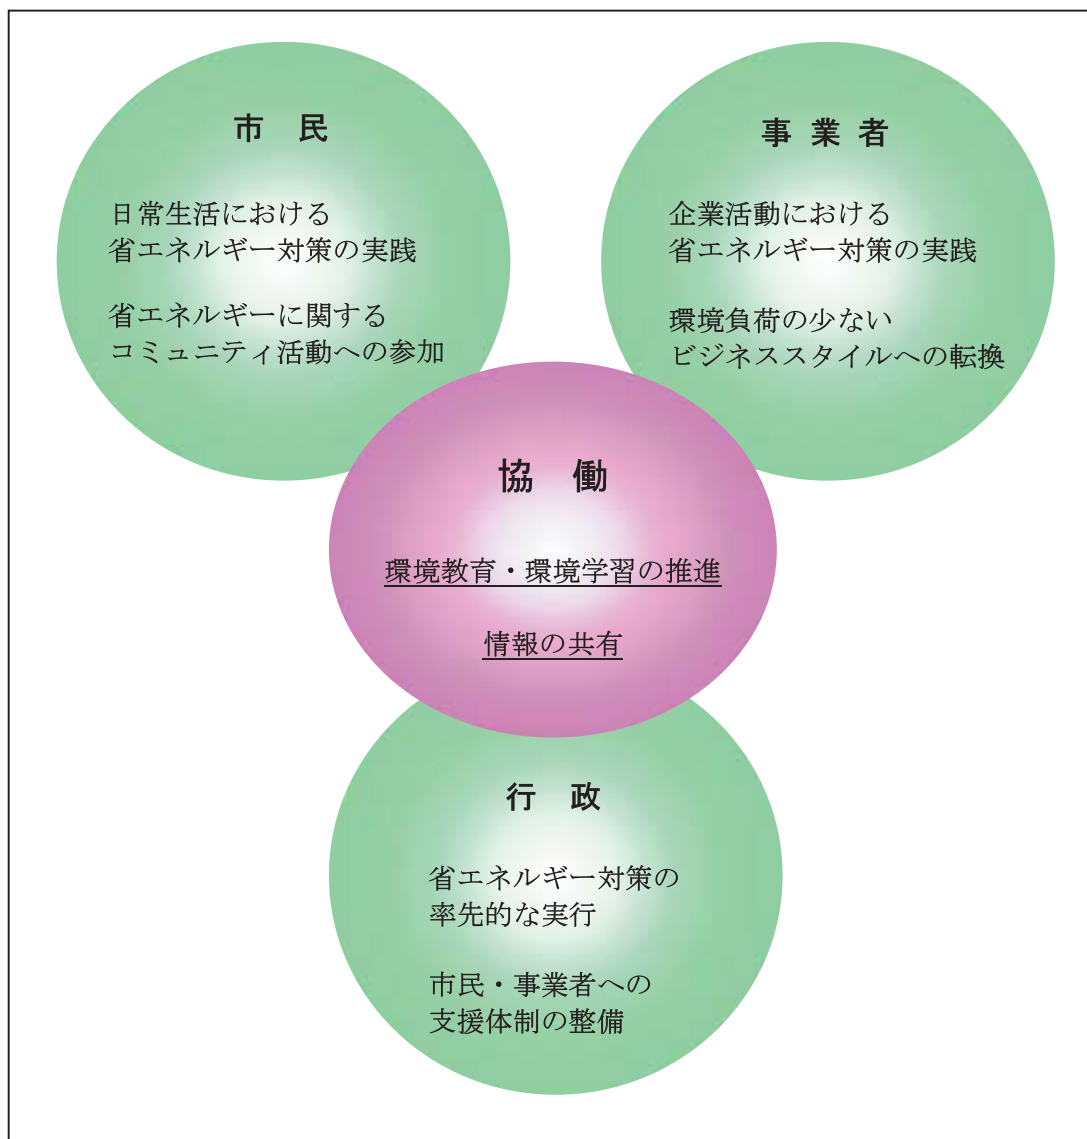 市　民
日常生活における
省エネルギー対策の実践
省エネルギーに関する
コミュニティ活動への参加
事 業 者
企業活動における
省エネルギー対策の実践
環境負荷の少ない
ビジネススタイルへの転換
協　働
環境教育・環境学習の推進
情報の共有
行　政
省エネルギー対策の
率先的な実行
市民・事業者への
支援体制の整備